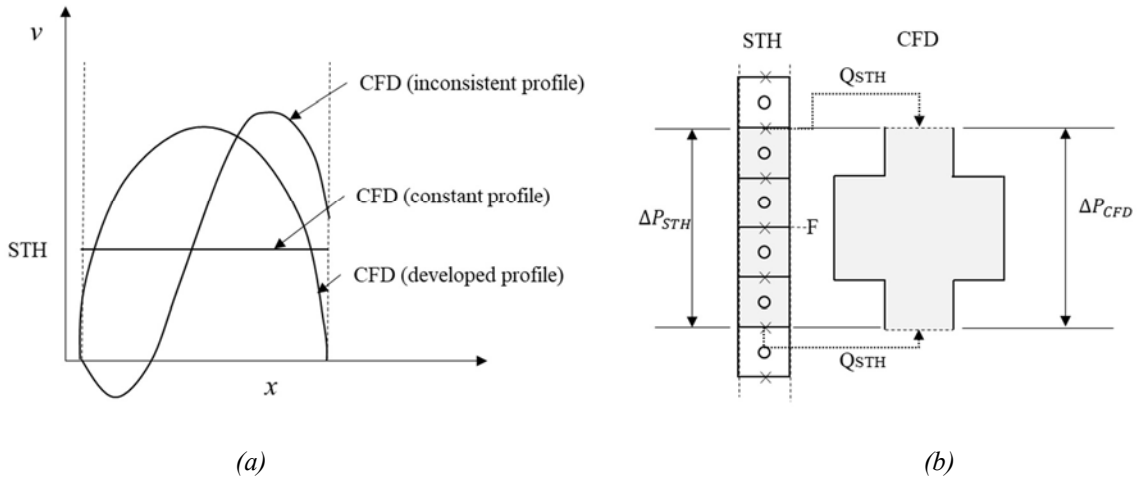 v
CFD (inconsistent profile)
CFD (constant profile)
STH
CFD (developed profile)
x
(a)
STH
CFD
QSTH
ΔPSTH
F
ΔPCFD
QSTH
(b)